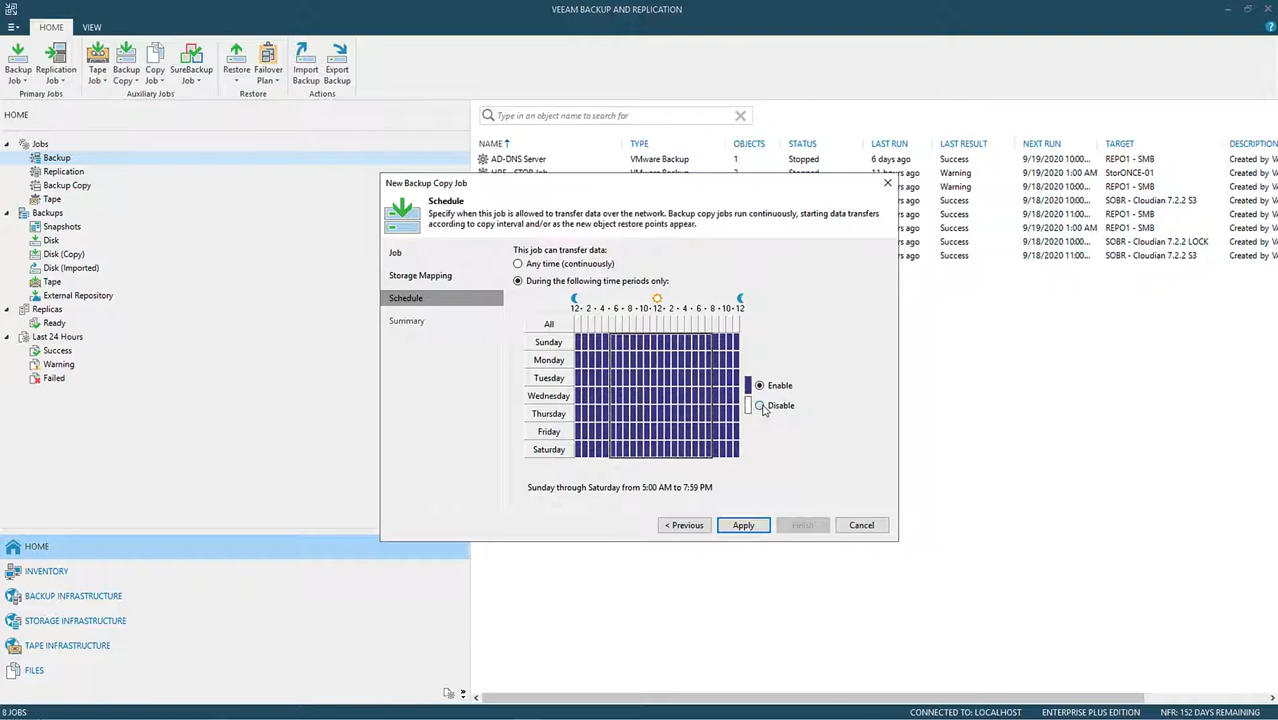 VEEAM BACKUP AND REPLICATION
HOME VIEW
Backup Job Replication Job Tape Job Backup Copy Copy Job SureBackup Job Restore Failover Plan Import Backup Export Backup
Primary Jobs Auxiliary Jobs Restore Actions
HOME
Type in an object name to search for
Jobs
Backup
Replication
Backup Copy
Tape
Backups
Snapshots
Disk
Disk (Copy)
Disk (Imported)
Tape
External Repository
Replicas
Ready
Last 24 Hours
Success
Warning
Failed
NAME TYPE OBJECTS STATUS LAST RUN LAST RESULT NEXT RUN TARGET DESCRIPTION
AD-DNS Server VMware Backup 1 Stopped 6 days ago Success 9/19/2020 10:00... REPO1 - SMB Created by
Warning 9/19/2020 1:00 AM StorONCE-01 Created by
ago Success 9/18/2020 10:00... REPO1 - SMB Created by
ago Success 9/18/2020 10:00... SOBR - Cloudian 7.2.2 S3 Created by
ago Success 9/18/2020 10:00... REPO1 - SMB Created by
ago Success 9/19/2020 1:00 AM REPO1 - SMB Created by
ago Success 9/18/2020 10:00... SOBR - Cloudian 7.2.2 LOCK Created by
ago Success 9/18/2020 11:00... SOBR - Cloudian 7.2.2 S3 Created by
New Backup Copy Job
Schedule
Specify when this job is allowed to transfer data over the network. Backup copy jobs run continuously, starting data transfers
according to copy interval and/or as the new object restore points appear.
Job
Storage Mapping
Schedule
Summary
This job can transfer data:
Any time (continuously)
During the following time periods only:
12 · 2 · 4 · 6 · 8 · 10 · 12 · 2 · 4 · 6 · 8 · 10 · 12
All
Sunday
Monday
Tuesday
Wednesday
Thursday
Friday
Saturday
Enable
Disable
Sunday through Saturday from 5:00 AM to 7:59 PM
< Previous Apply Finish Cancel
HOME
INVENTORY
BACKUP INFRASTRUCTURE
STORAGE INFRASTRUCTURE
TAPE INFRASTRUCTURE
FILES
8 JOBS CONNECTED TO: LOCALHOST ENTERPRISE PLUS EDITION NFR: 152 DAYS REMAINING